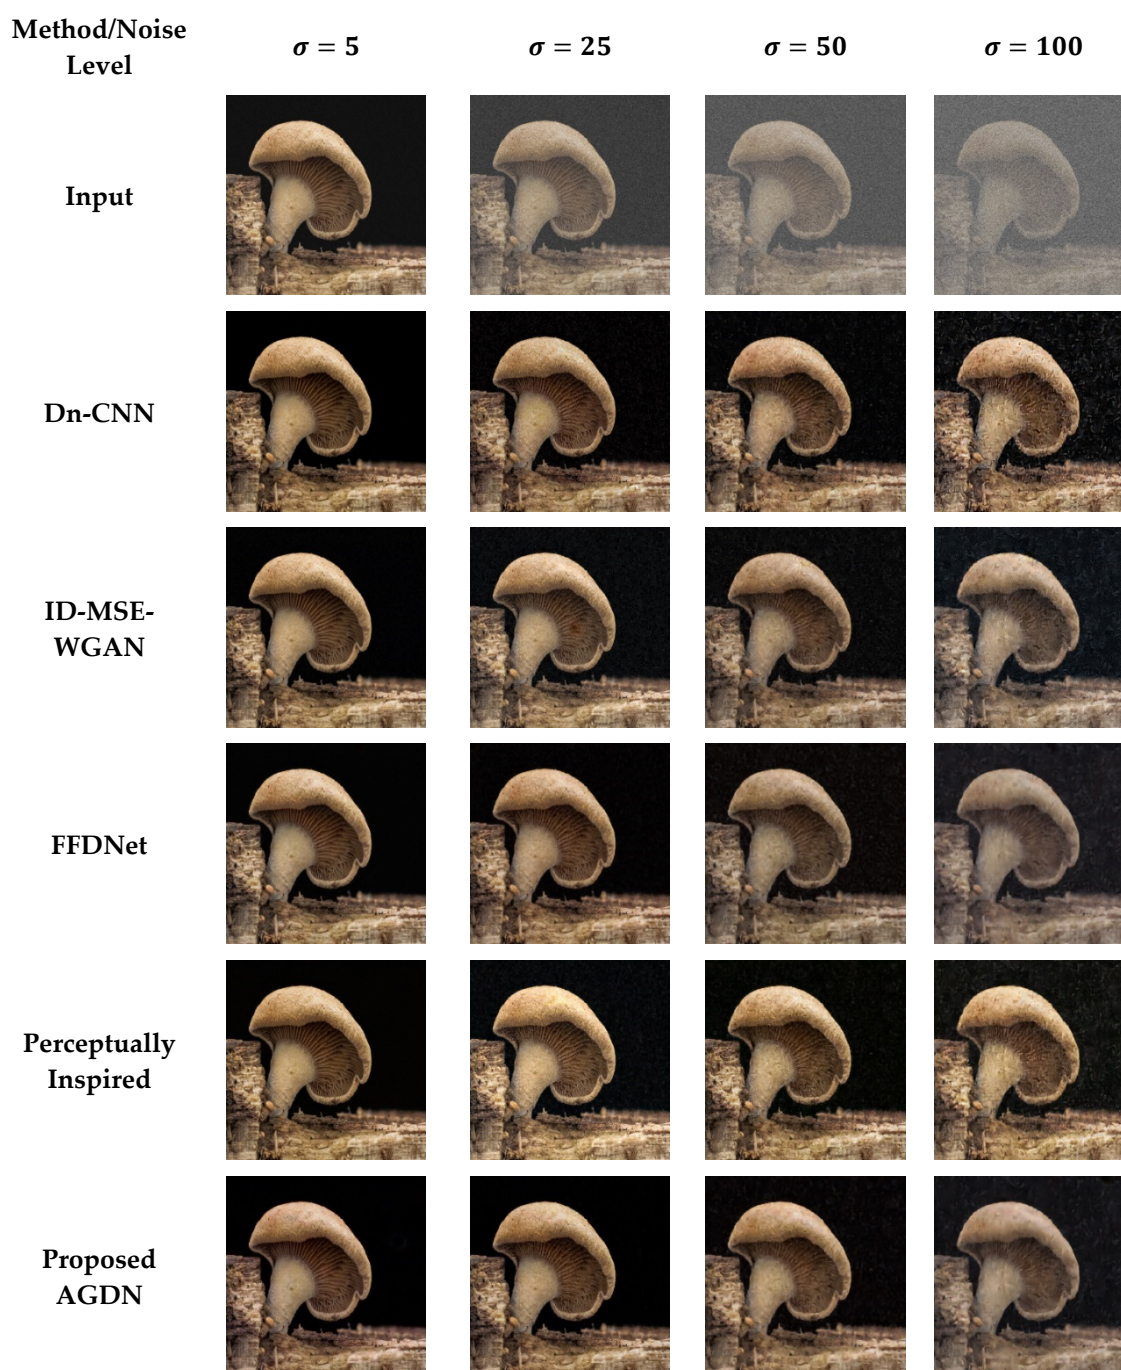 Method/Noise
Level
σ = 5
σ = 25
σ = 50
σ = 100
Input
Dn-CNN
ID-MSE-
WGAN
FFDNet
Perceptually
Inspired
Proposed
AGDN